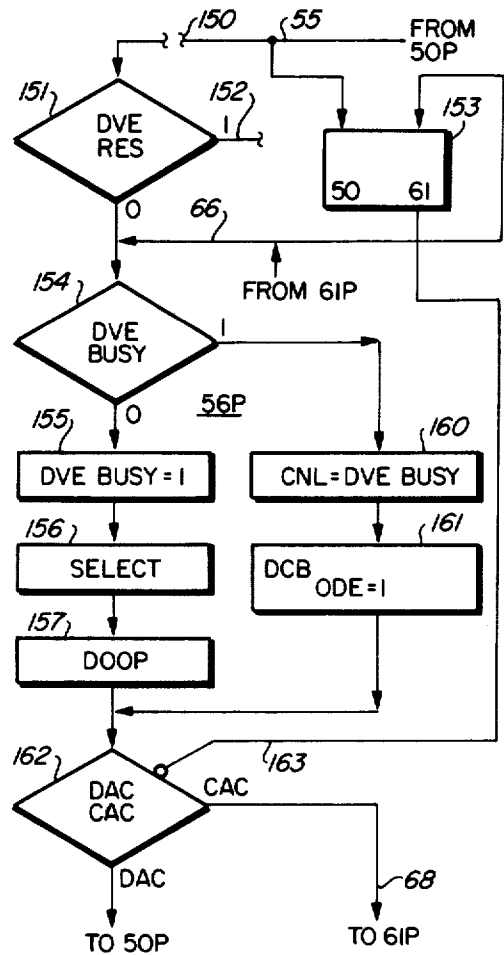 150
55
FROM
50P
151
DVE
RES
1
152
153
50 61
0
66
FROM 61P
154
DVE
BUSY
1
0
56P
155
DVE BUSY = 1
160
CNL = DVE BUSY
156
SELECT
161
DCB
ODE = 1
157
DOOP
162
DAC
CAC
CAC
163
DAC
68
TO 50P
TO 61P